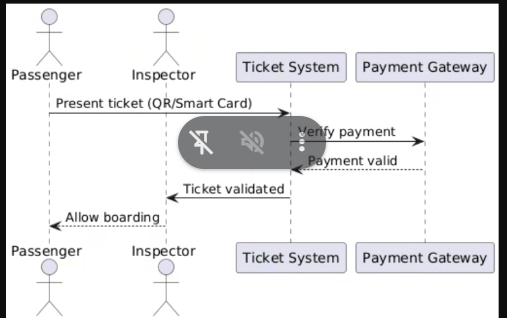 Passenger
Inspector
Ticket System
Payment Gateway
Present ticket (QR/Smart Card)
Verify payment
Payment valid
Ticket validated
Allow boarding
Passenger
Inspector
Ticket System
Payment Gateway